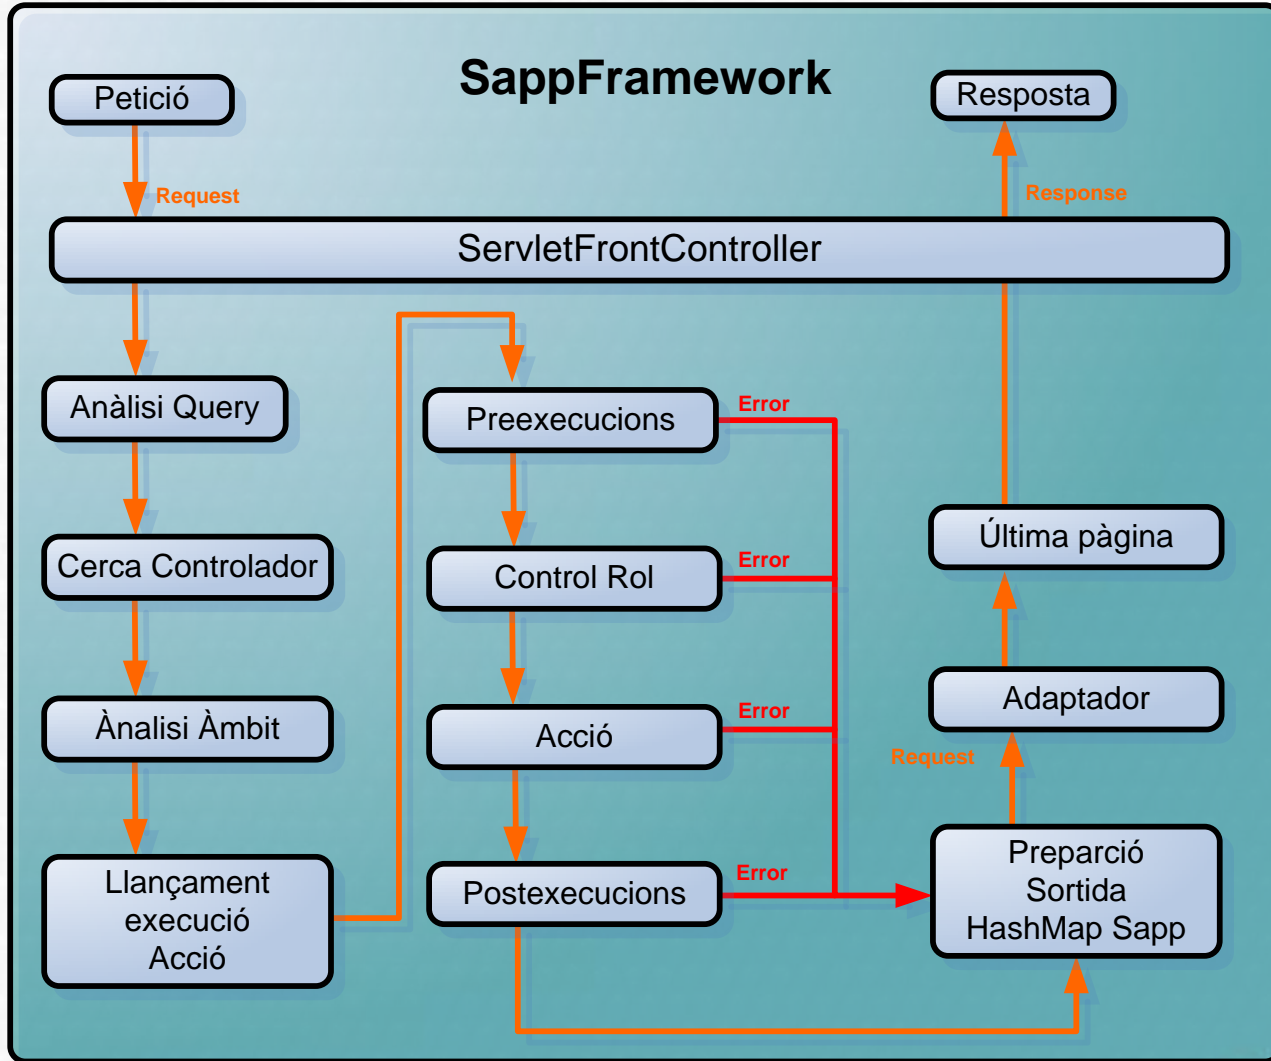 SappFramework
Petició
Resposta
Request
Response
ServletFrontController
Anàlisi Query
Preexecucions
Error
Cerca Controlador
Control Rol
Error
Última pàgina
Ànalisi Àmbit
Acció
Error
Adaptador
Request
Llançament
execució
Acció
Postexecucions
Error
Preparció
Sortida
HashMap Sapp